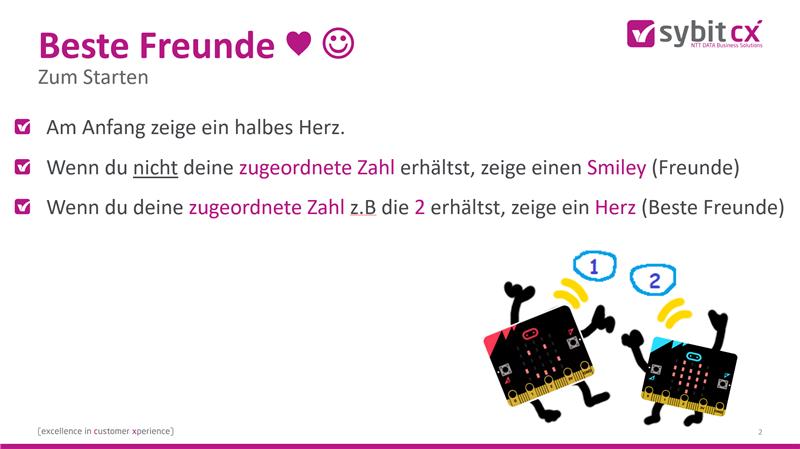 Beste Freunde ♥ ☺
sybit cx
NTT DATA Business Solutions
Zum Starten
Am Anfang zeige ein halbes Herz.
Wenn du nicht deine zugeordnete Zahl erhältst, zeige einen Smiley (Freunde)
Wenn du deine zugeordnete Zahl z.B die 2 erhältst, zeige ein Herz (Beste Freunde)
1
2
[excellence in customer xperience]
2